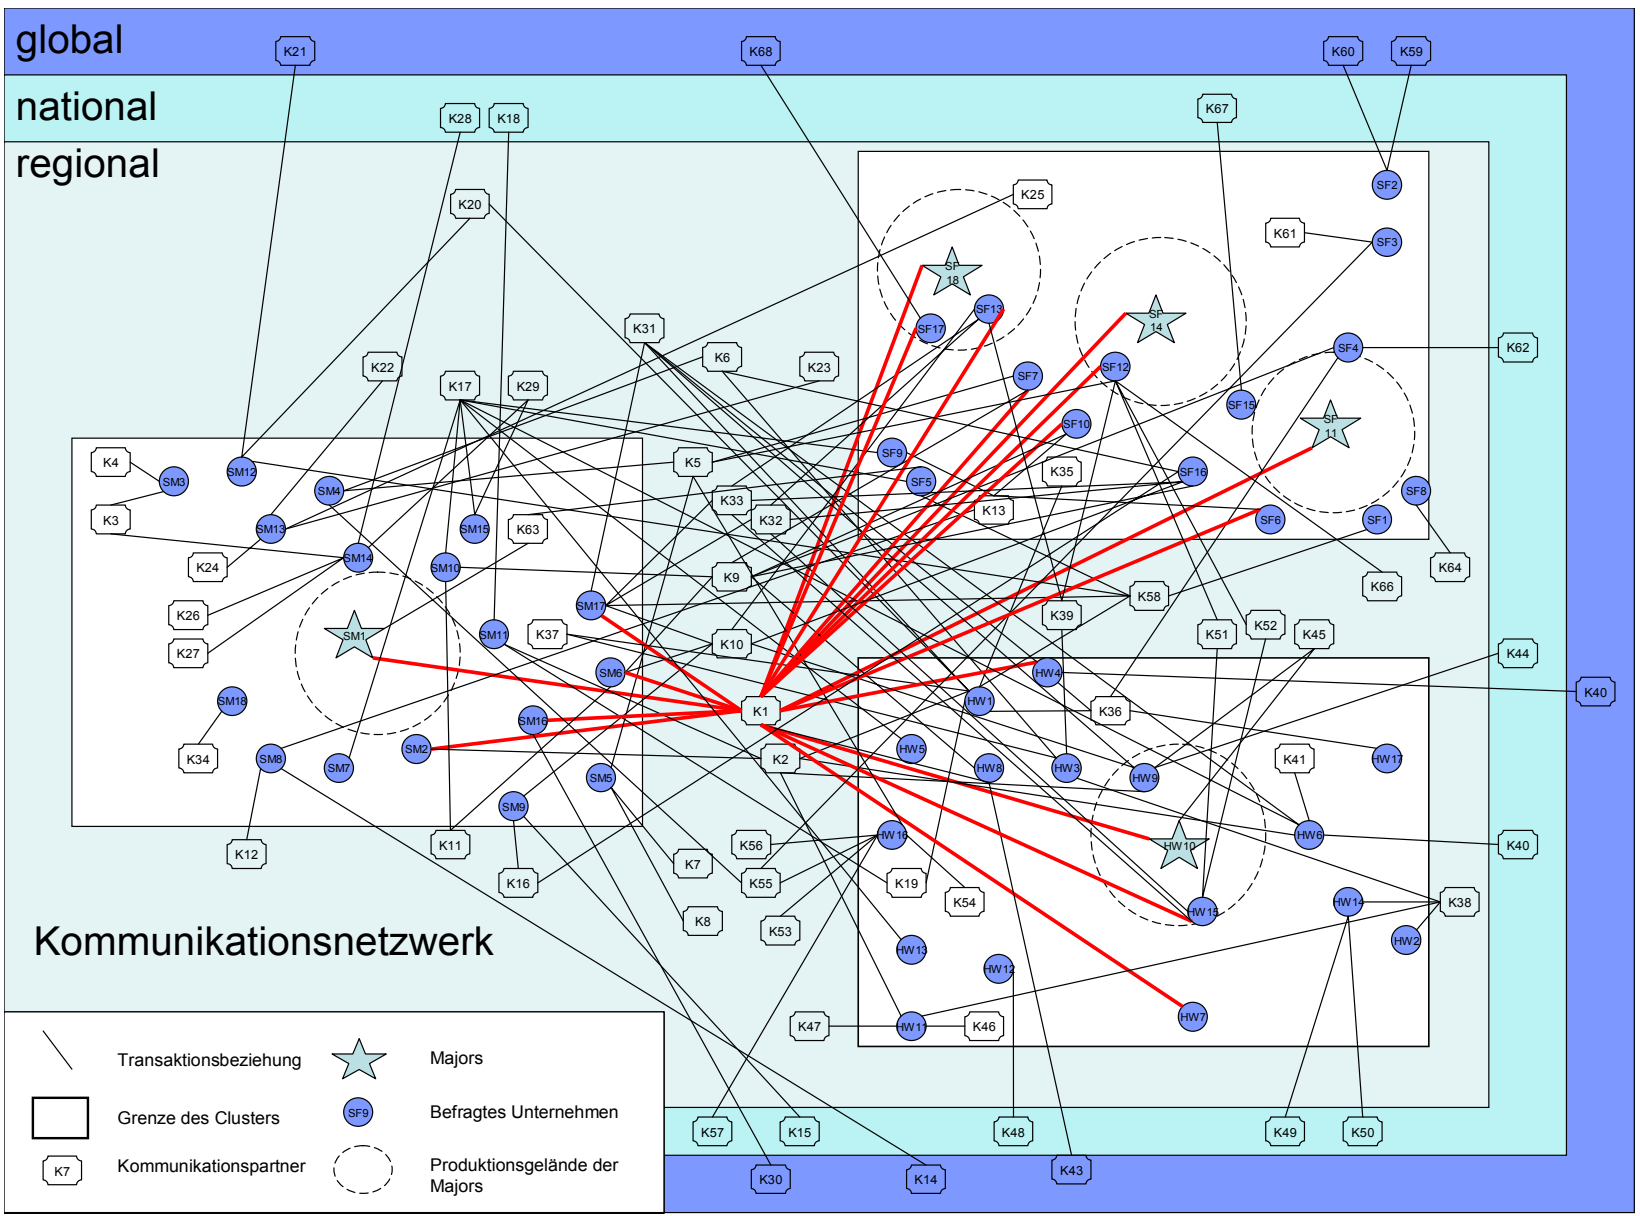 global
K21
K68
K60
K59
national
K28
K18
K67
regional
K20
K25
SF2
K61
SF3
SF
18
SF13
SF17
SF
14
K31
K6
K23
K22
K17
K29
SF7
SF12
SF4
K62
SF15
SF
11
SF10
K4
SM3
SM12
SM4
K5
SF9
SF5
K35
SF16
SF8
K33
K32
K13
SF6
SF1
K3
SM13
SM15
K63
K24
SM14
SM10
K9
K58
K66
K64
K26
SM17
K39
K27
SM1
SM11
K37
K10
K51
K52
K45
K44
SM6
HW4
K40
SM18
SM16
K1
HW1
K36
K34
SM8
SM7
SM2
K2
HW5
HW8
HW3
HW9
K41
HW17
SM5
SM9
K12
K11
K56
HW16
HW10
HW6
K40
K16
K7
K55
K19
K54
HW15
HW14
K38
K8
K53
HW13
HW2
Kommunikationsnetzwerk
HW12
K47
HW11
K46
HW7
Transaktionsbeziehung
Majors
Grenze des Clusters
SF9
Befragtes Unternehmen
K7
Kommunikationspartner
Produktionsgelände der
Majors
K57
K15
K48
K49
K50
K30
K14
K43